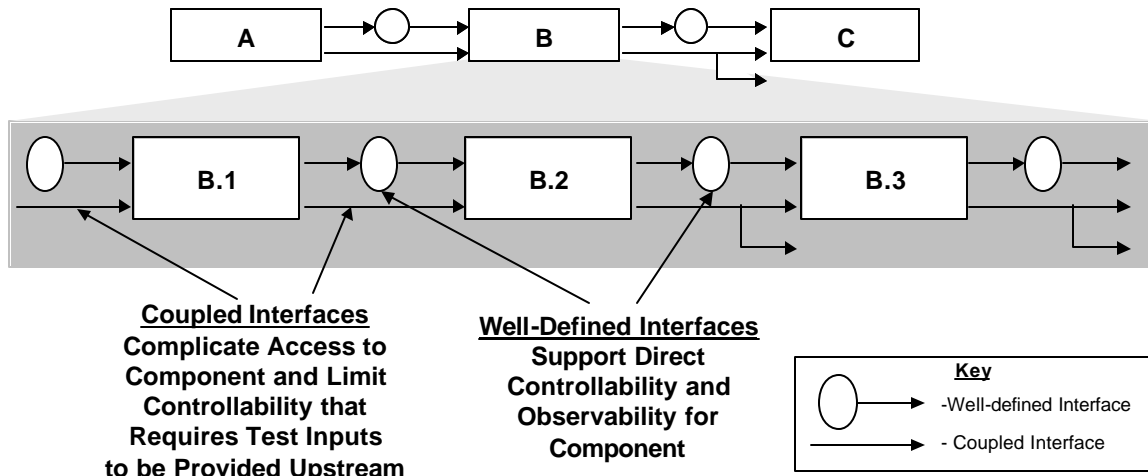 A
B
C
B.1
B.2
B.3
Coupled Interfaces
Complicate Access to
Component and Limit
Controllability that
Requires Test Inputs
to be Provided Upstream
Well-Defined Interfaces
Support Direct
Controllability and
Observability for
Component
Key
-Well-defined Interface
- Coupled Interface